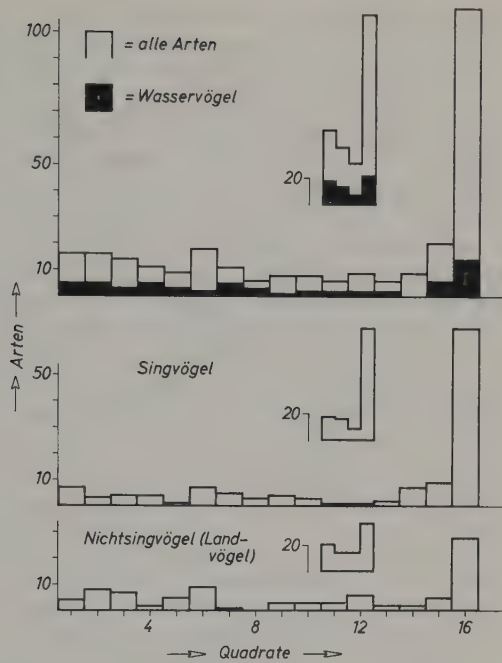 100
= alle Arten
= Wasservögel
50
20
10
Arten
Singvögel
50
20
10
Nichtsingvögel (Land-
vögel)
20
10
4 8 12 16
Quadrate